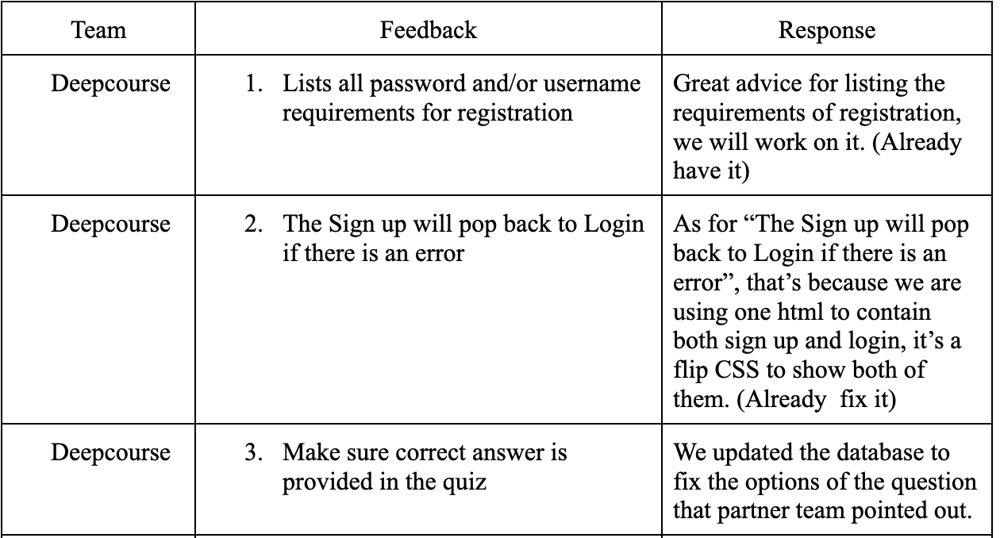 Team
Feedback
Response
Deepcourse
1. Lists all password and/or username
requirements for registration
Great advice for listing the
requirements of registration,
we will work on it. (Already
have it)
Deepcourse
2. The Sign up will pop back to Login
if there is an error
As for “The Sign up will pop
back to Login if there is an
error”, that’s because we are
using one html to contain
both sign up and login, it’s a
flip CSS to show both of
them. (Already  fix it)
Deepcourse
3. Make sure correct answer is
provided in the quiz
We updated the database to
fix the options of the question
that partner team pointed out.